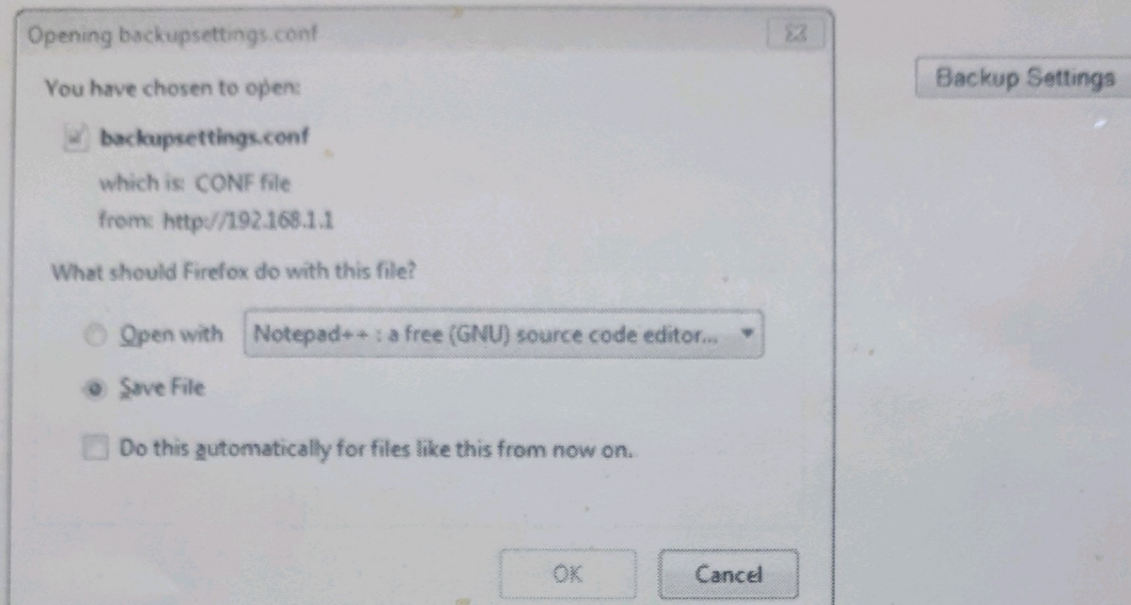 Opening backupsettings.conf
Backup Settings
You have chosen to open:
backupsettings.conf
which is: CONF file
from: http://192.168.1.1
What should Firefox do with this file?
Open with Notepad++ : a free (GNU) source code editor...
Save File
Do this automatically for files like this from now on.
OK Cancel